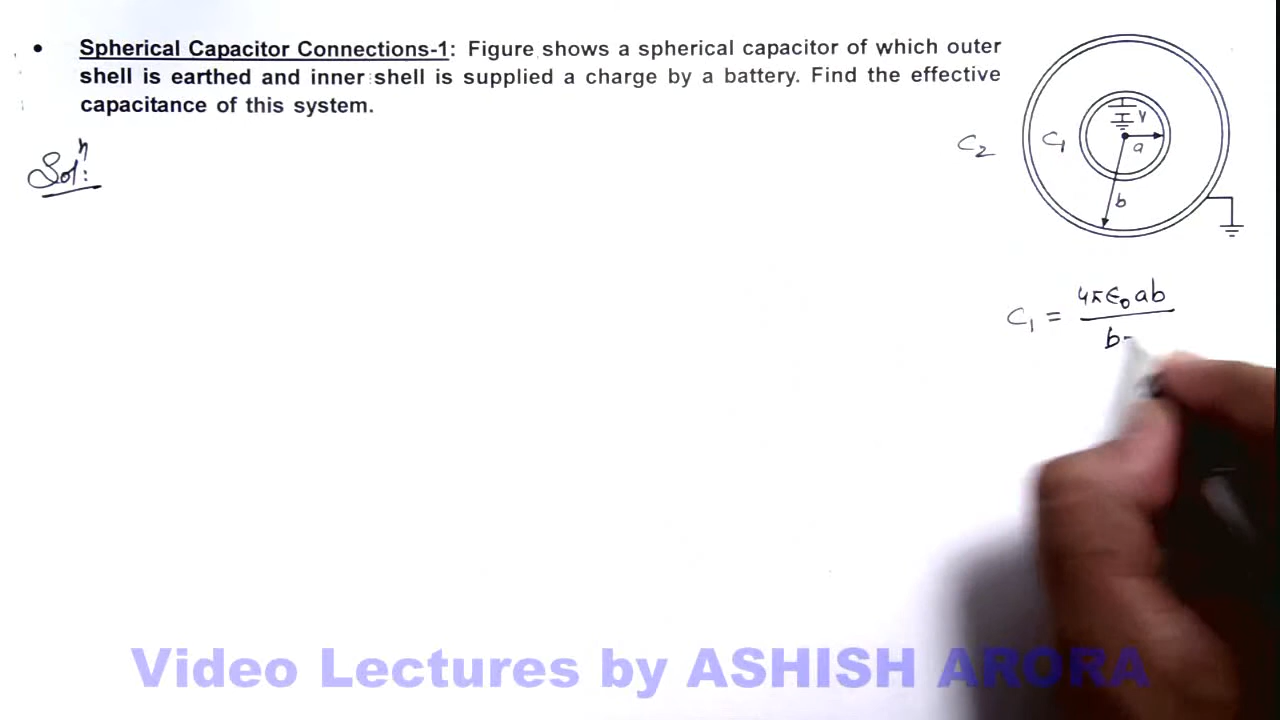 • Spherical Capacitor Connections-1: Figure shows a spherical capacitor of which outer
shell is earthed and inner shell is supplied a charge by a battery. Find the effective
capacitance of this system.
Solⁿ:
C₂
C₁
V
a
b
C₁ = 4πϵ₀ab
b-
Video Lectures by ASHISH ARORA